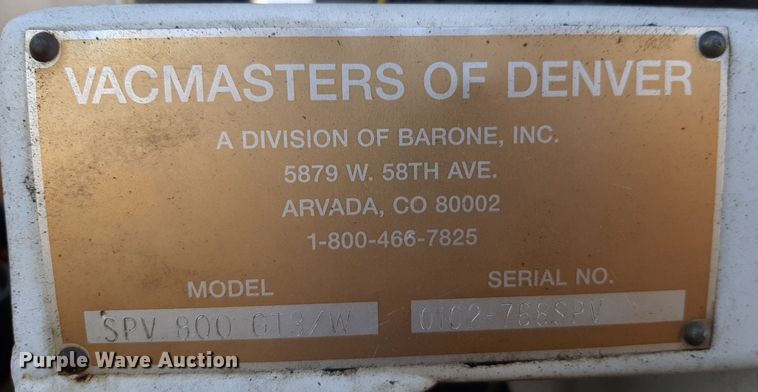 VACMASTERS OF DENVER
A DIVISION OF BARONE, INC.
5879 W. 58TH AVE.
ARVADA, CO 80002
1-800-466-7825
MODEL SERIAL NO.
SPV 800 GT3/W 0102-768SPV
Purple Wave Auction